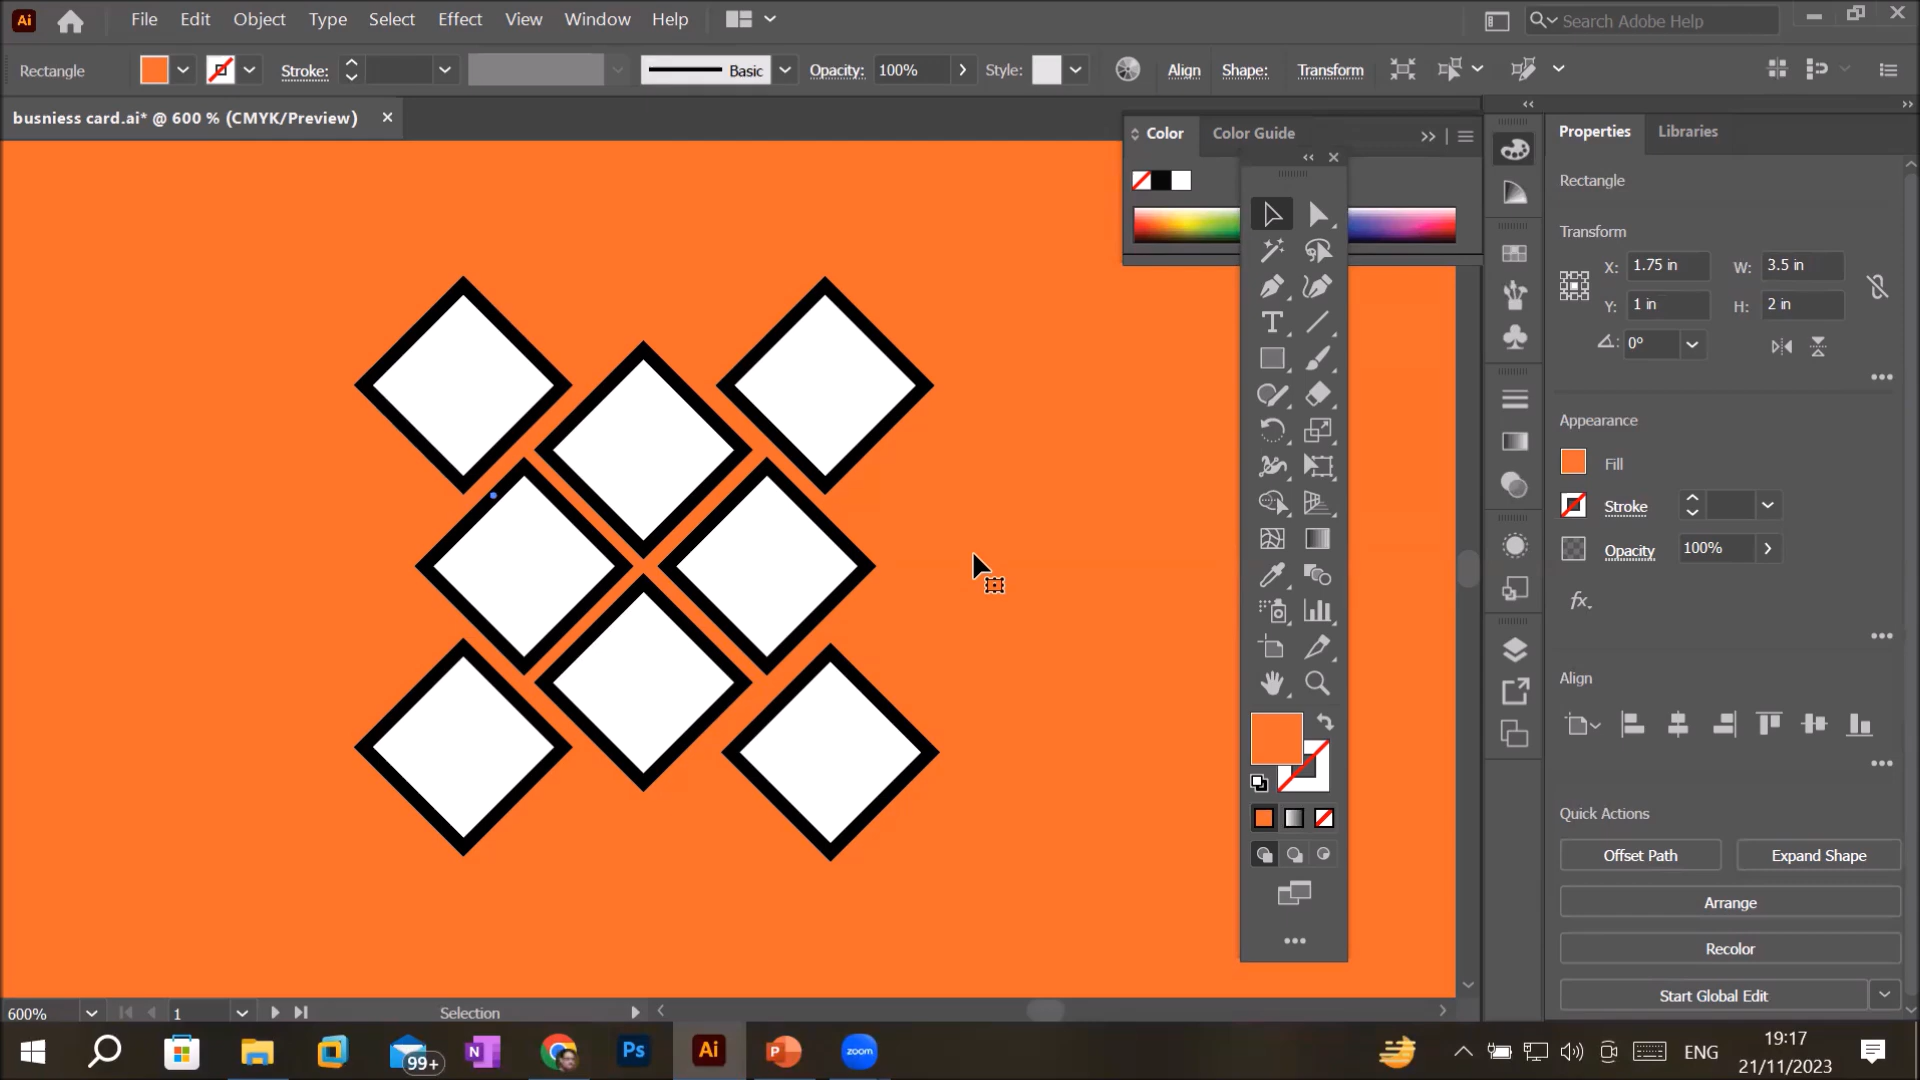 Ai File Edit Object Type Select Effect View Window Help Search Adobe Help
Rectangle Stroke: Basic Opacity: 100% Style: Align Shape: Transform
busniess card.ai* @ 600 % (CMYK/Preview)
Color Color Guide
Properties Libraries
Rectangle
Transform
X: 1.75 in W: 3.5 in
Y: 1 in H: 2 in
0°
Appearance
Fill
Stroke
Opacity 100%
fx.
Align
Quick Actions
Offset Path Expand Shape
Arrange
Recolor
Start Global Edit
600% 1 Selection
99+ N Ps Ai P zoom ENG 19:17
21/11/2023